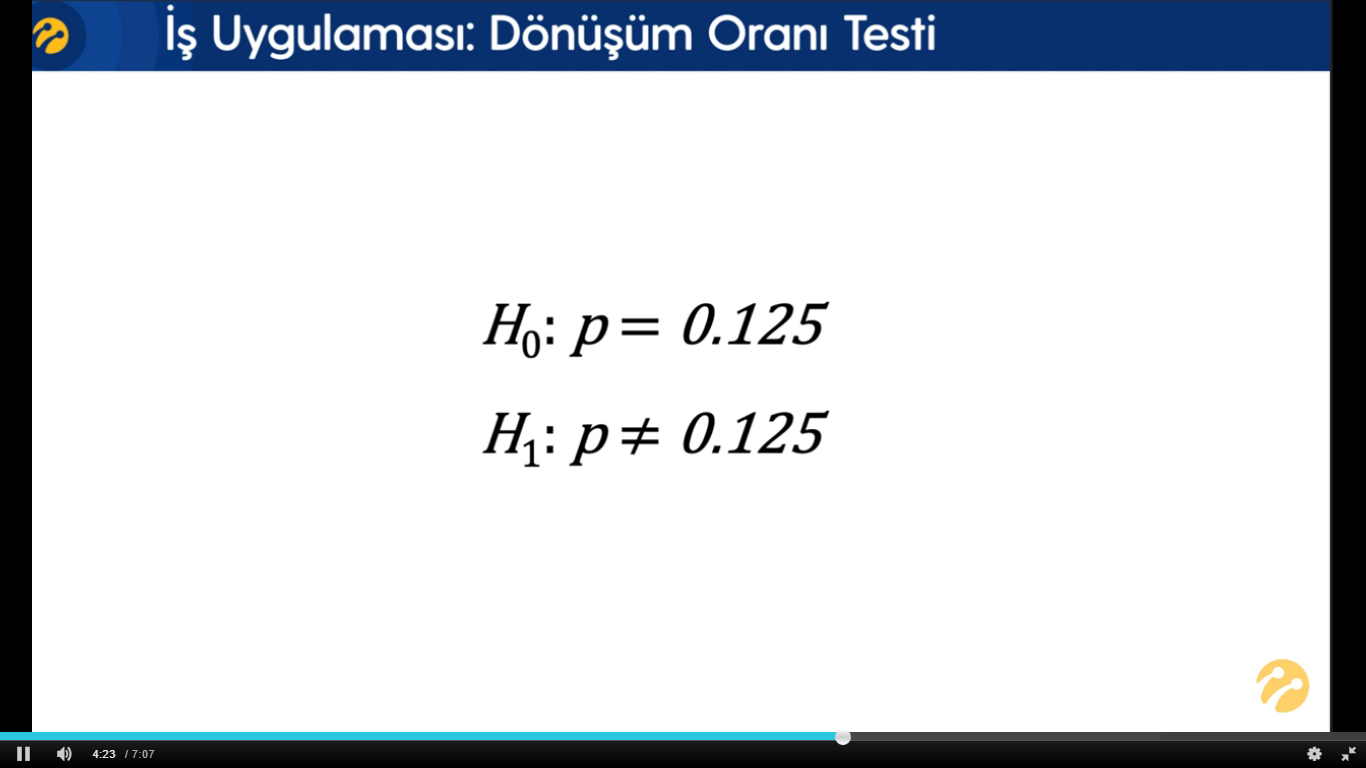 İş Uygulaması: Dönüşüm Oranı Testi
H₀: p = 0.125
H₁: p ≠ 0.125
4:23 / 7:07